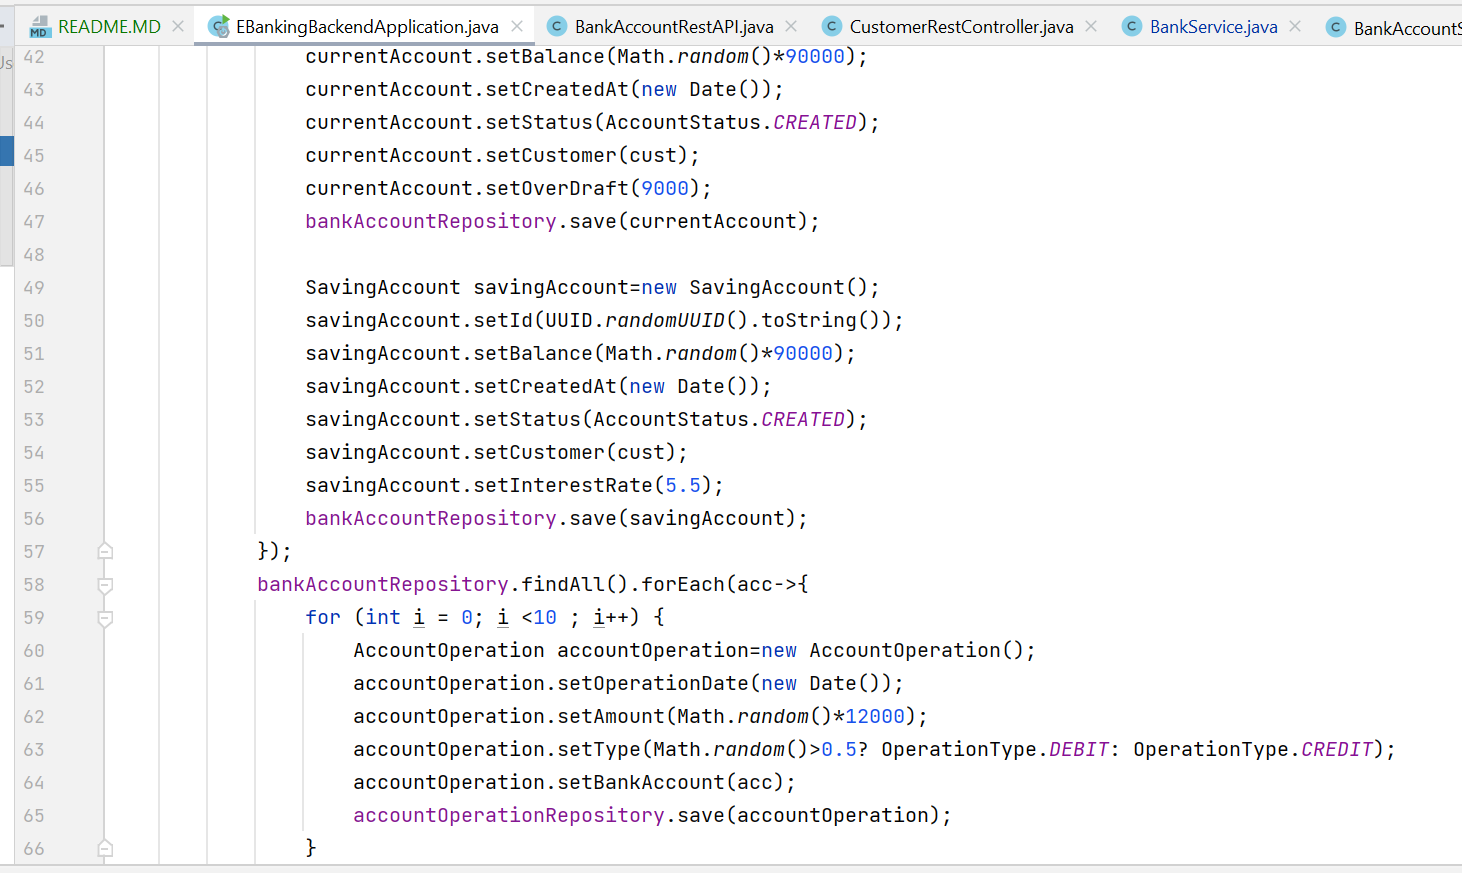 README.MD EBankingBackendApplication.java BankAccountRestAPI.java CustomerRestController.java BankService.java
42 currentAccount.setBalance(Math.random()*90000);
43 currentAccount.setCreatedAt(new Date());
44 currentAccount.setStatus(AccountStatus.CREATED);
45 currentAccount.setCustomer(cust);
46 currentAccount.setOverDraft(9000);
47 bankAccountRepository.save(currentAccount);
48
49 SavingAccount savingAccount=new SavingAccount();
50 savingAccount.setId(UUID.randomUUID().toString());
51 savingAccount.setBalance(Math.random()*90000);
52 savingAccount.setCreatedAt(new Date());
53 savingAccount.setStatus(AccountStatus.CREATED);
54 savingAccount.setCustomer(cust);
55 savingAccount.setInterestRate(5.5);
56 bankAccountRepository.save(savingAccount);
57 });
58 bankAccountRepository.findAll().forEach(acc->{
59 for (int i = 0; i <10 ; i++) {
60 AccountOperation accountOperation=new AccountOperation();
61 accountOperation.setOperationDate(new Date());
62 accountOperation.setAmount(Math.random()*12000);
63 accountOperation.setType(Math.random()>0.5? OperationType.DEBIT: OperationType.CREDIT);
64 accountOperation.setBankAccount(acc);
65 accountOperationRepository.save(accountOperation);
66 }